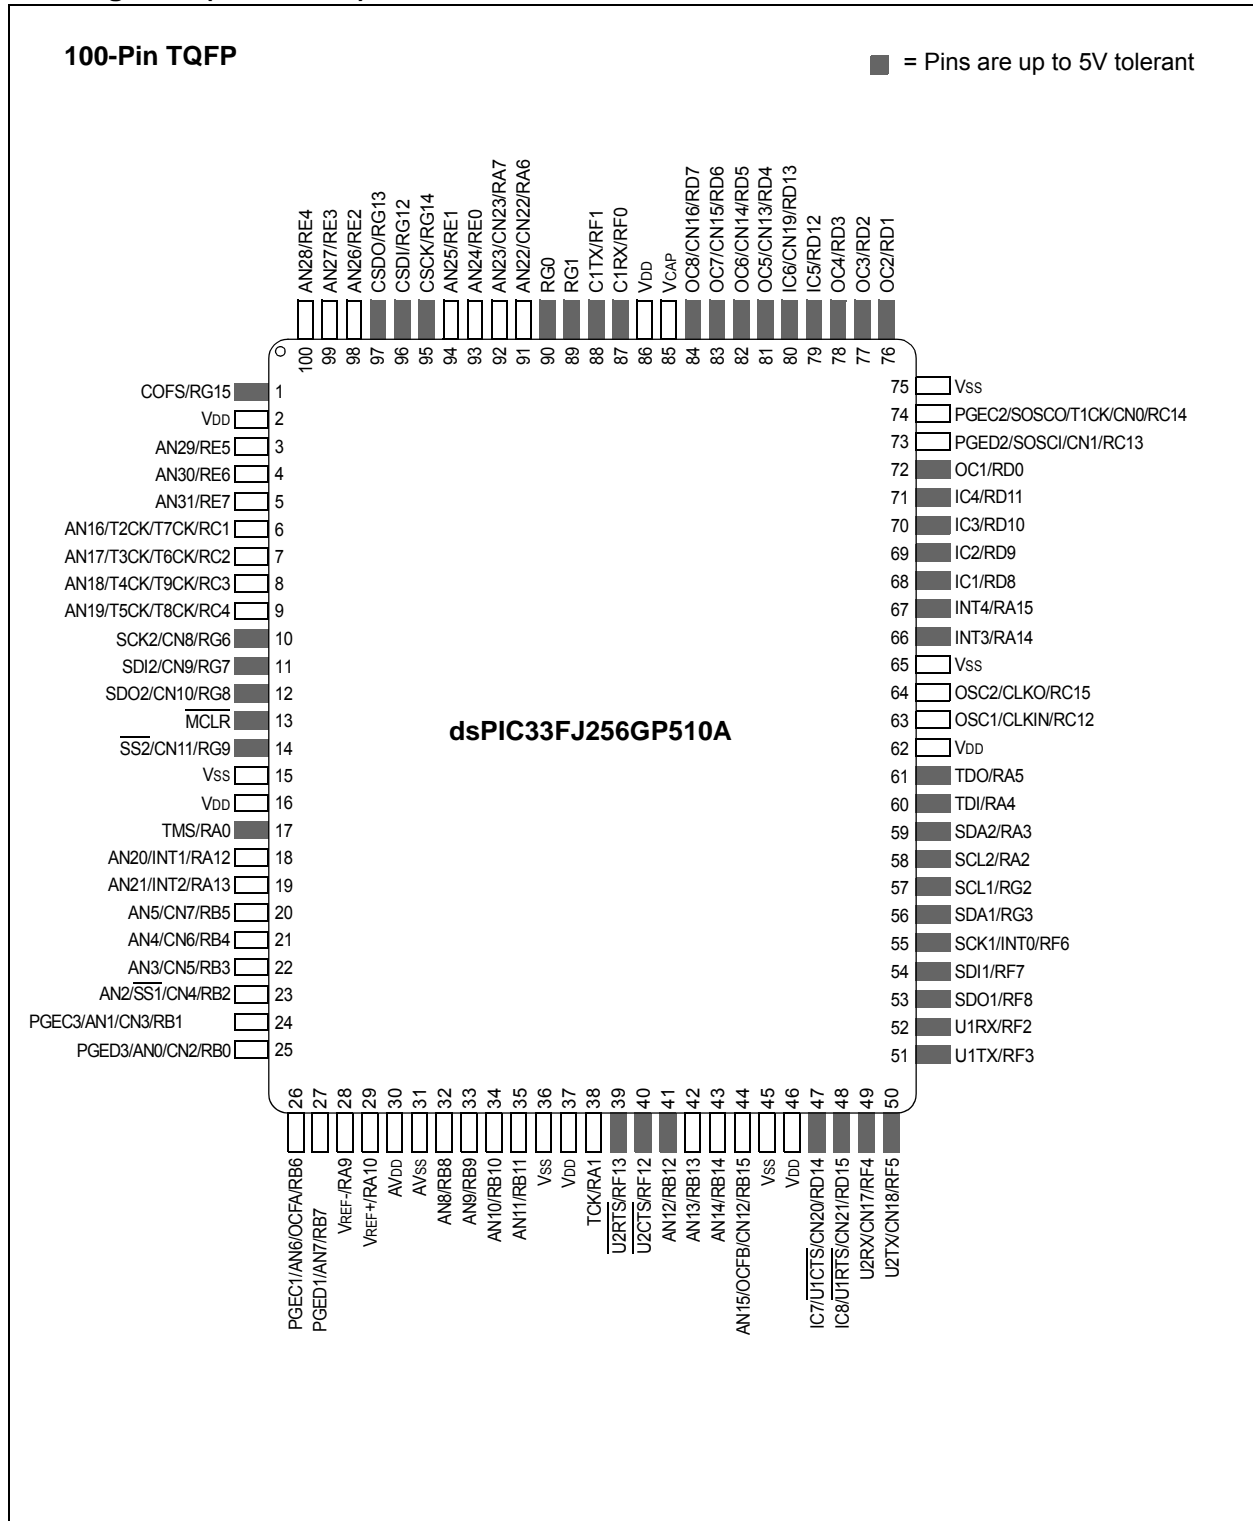 100-Pin TQFP
= Pins are up to 5V tolerant
AN28/RE4
AN27/RE3
AN26/RE2
CSDO/RG13
CSDI/RG12
CSCK/RG14
AN25/RE1
AN24/RE0
AN23/CN23/RA7
AN22/CN22/RA6
RG0
RG1
C1TX/RF1
C1RX/RF0
VDD
VCAP
OC8/CN16/RD7
OC7/CN15/RD6
OC6/CN14/RD5
OC5/CN13/RD4
IC6/CN19/RD13
IC5/RD12
OC4/RD3
OC3/RD2
OC2/RD1
100
99
98
97
96
95
94
93
92
91
90
89
88
87
86
85
84
83
82
81
80
79
78
77
76
COFS/RG15 1
VDD 2
AN29/RE5 3
AN30/RE6 4
AN31/RE7 5
AN16/T2CK/T7CK/RC1 6
AN17/T3CK/T6CK/RC2 7
AN18/T4CK/T9CK/RC3 8
AN19/T5CK/T8CK/RC4 9
SCK2/CN8/RG6 10
SDI2/CN9/RG7 11
SDO2/CN10/RG8 12
MCLR 13
SS2/CN11/RG9 14
VSS 15
VDD 16
TMS/RA0 17
AN20/INT1/RA12 18
AN21/INT2/RA13 19
AN5/CN7/RB5 20
AN4/CN6/RB4 21
AN3/CN5/RB3 22
AN2/SS1/CN4/RB2 23
PGEC3/AN1/CN3/RB1 24
PGED3/AN0/CN2/RB0 25
dsPIC33FJ256GP510A
75 VSS
74 PGEC2/SOSCO/T1CK/CN0/RC14
73 PGED2/SOSCI/CN1/RC13
72 OC1/RD0
71 IC4/RD11
70 IC3/RD10
69 IC2/RD9
68 IC1/RD8
67 INT4/RA15
66 INT3/RA14
65 VSS
64 OSC2/CLKO/RC15
63 OSC1/CLKIN/RC12
62 VDD
61 TDO/RA5
60 TDI/RA4
59 SDA2/RA3
58 SCL2/RA2
57 SCL1/RG2
56 SDA1/RG3
55 SCK1/INT0/RF6
54 SDI1/RF7
53 SDO1/RF8
52 U1RX/RF2
51 U1TX/RF3
26
27
28
29
30
31
32
33
34
35
36
37
38
39
40
41
42
43
44
45
46
47
48
49
50
PGEC1/AN6/OCFA/RB6
PGED1/AN7/RB7
VREF-/RA9
VREF+/RA10
AVDD
AVSS
AN8/RB8
AN9/RB9
AN10/RB10
AN11/RB11
VSS
VDD
TCK/RA1
U2RTS/RF13
U2CTS/RF12
AN12/RB12
AN13/RB13
AN14/RB14
AN15/OCFB/CN12/RB15
VSS
VDD
IC7/U1CTS/CN20/RD14
IC8/U1RTS/CN21/RD15
U2RX/CN17/RF4
U2TX/CN18/RF5